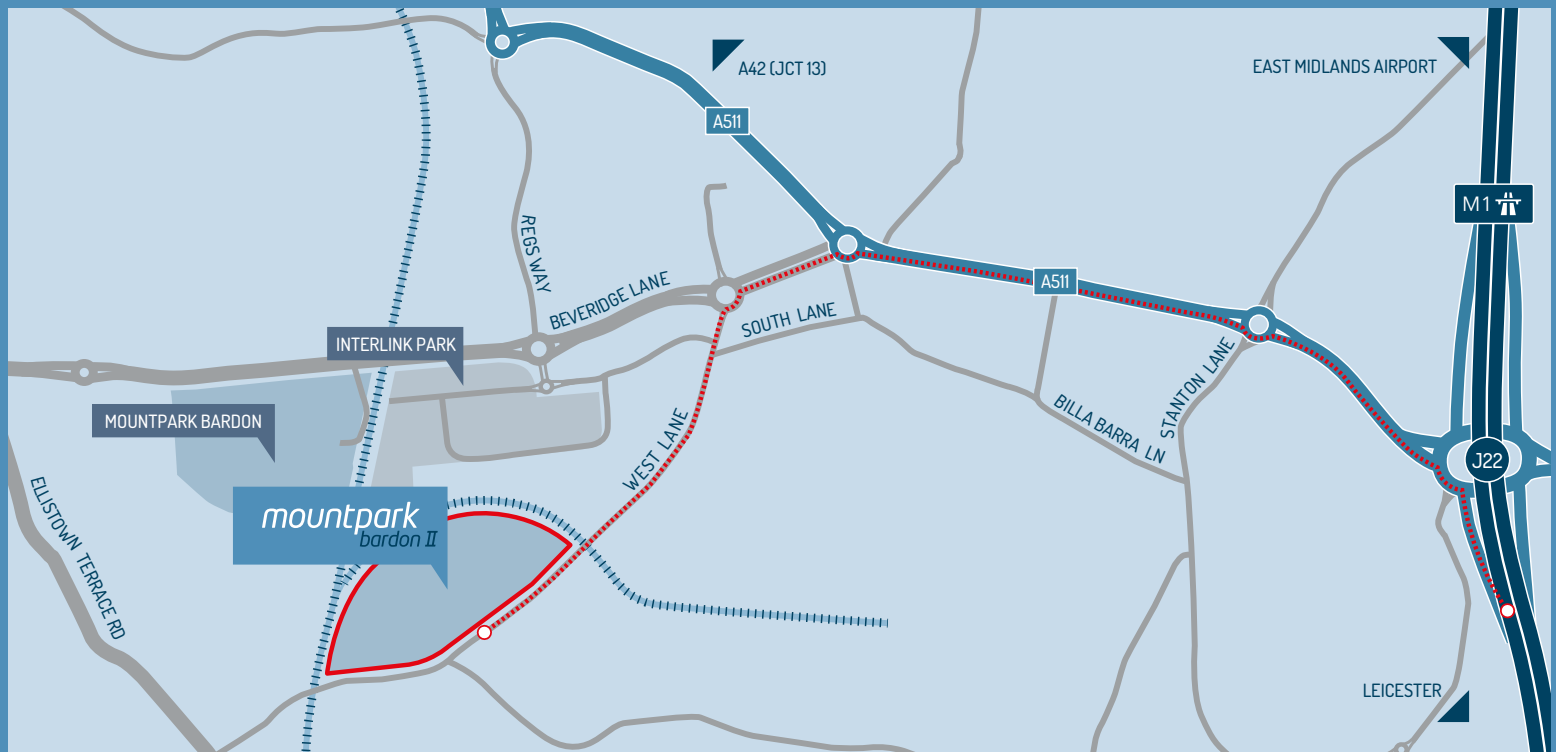 A42 (JCT 13)
EAST MIDLANDS AIRPORT
A511
M1
REGS WAY
BEVERIDGE LANE
A511
SOUTH LANE
INTERLINK PARK
STANTON LANE
MOUNTPARK BARDON
BILLA BARRA LN
WEST LANE
J22
ELLISTOWN TERRACE RD
mountpark
bardon II
LEICESTER